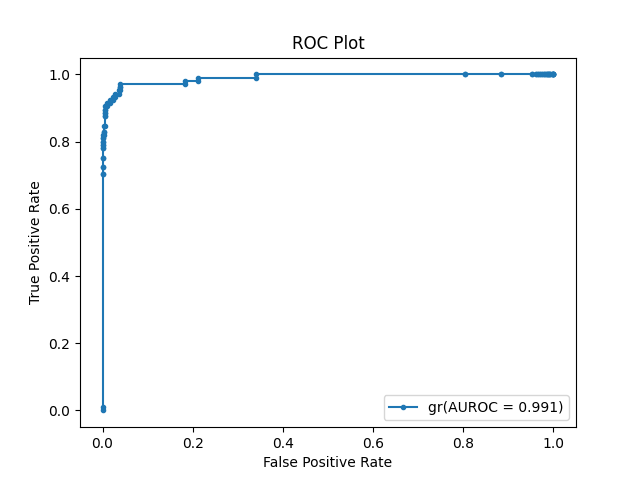 ROC Plot
True Positive Rate
1.0
0.8
0.6
0.4
0.2
0.0
gr(AUROC = 0.991)
0.0 0.2 0.4 0.6 0.8 1.0
False Positive Rate